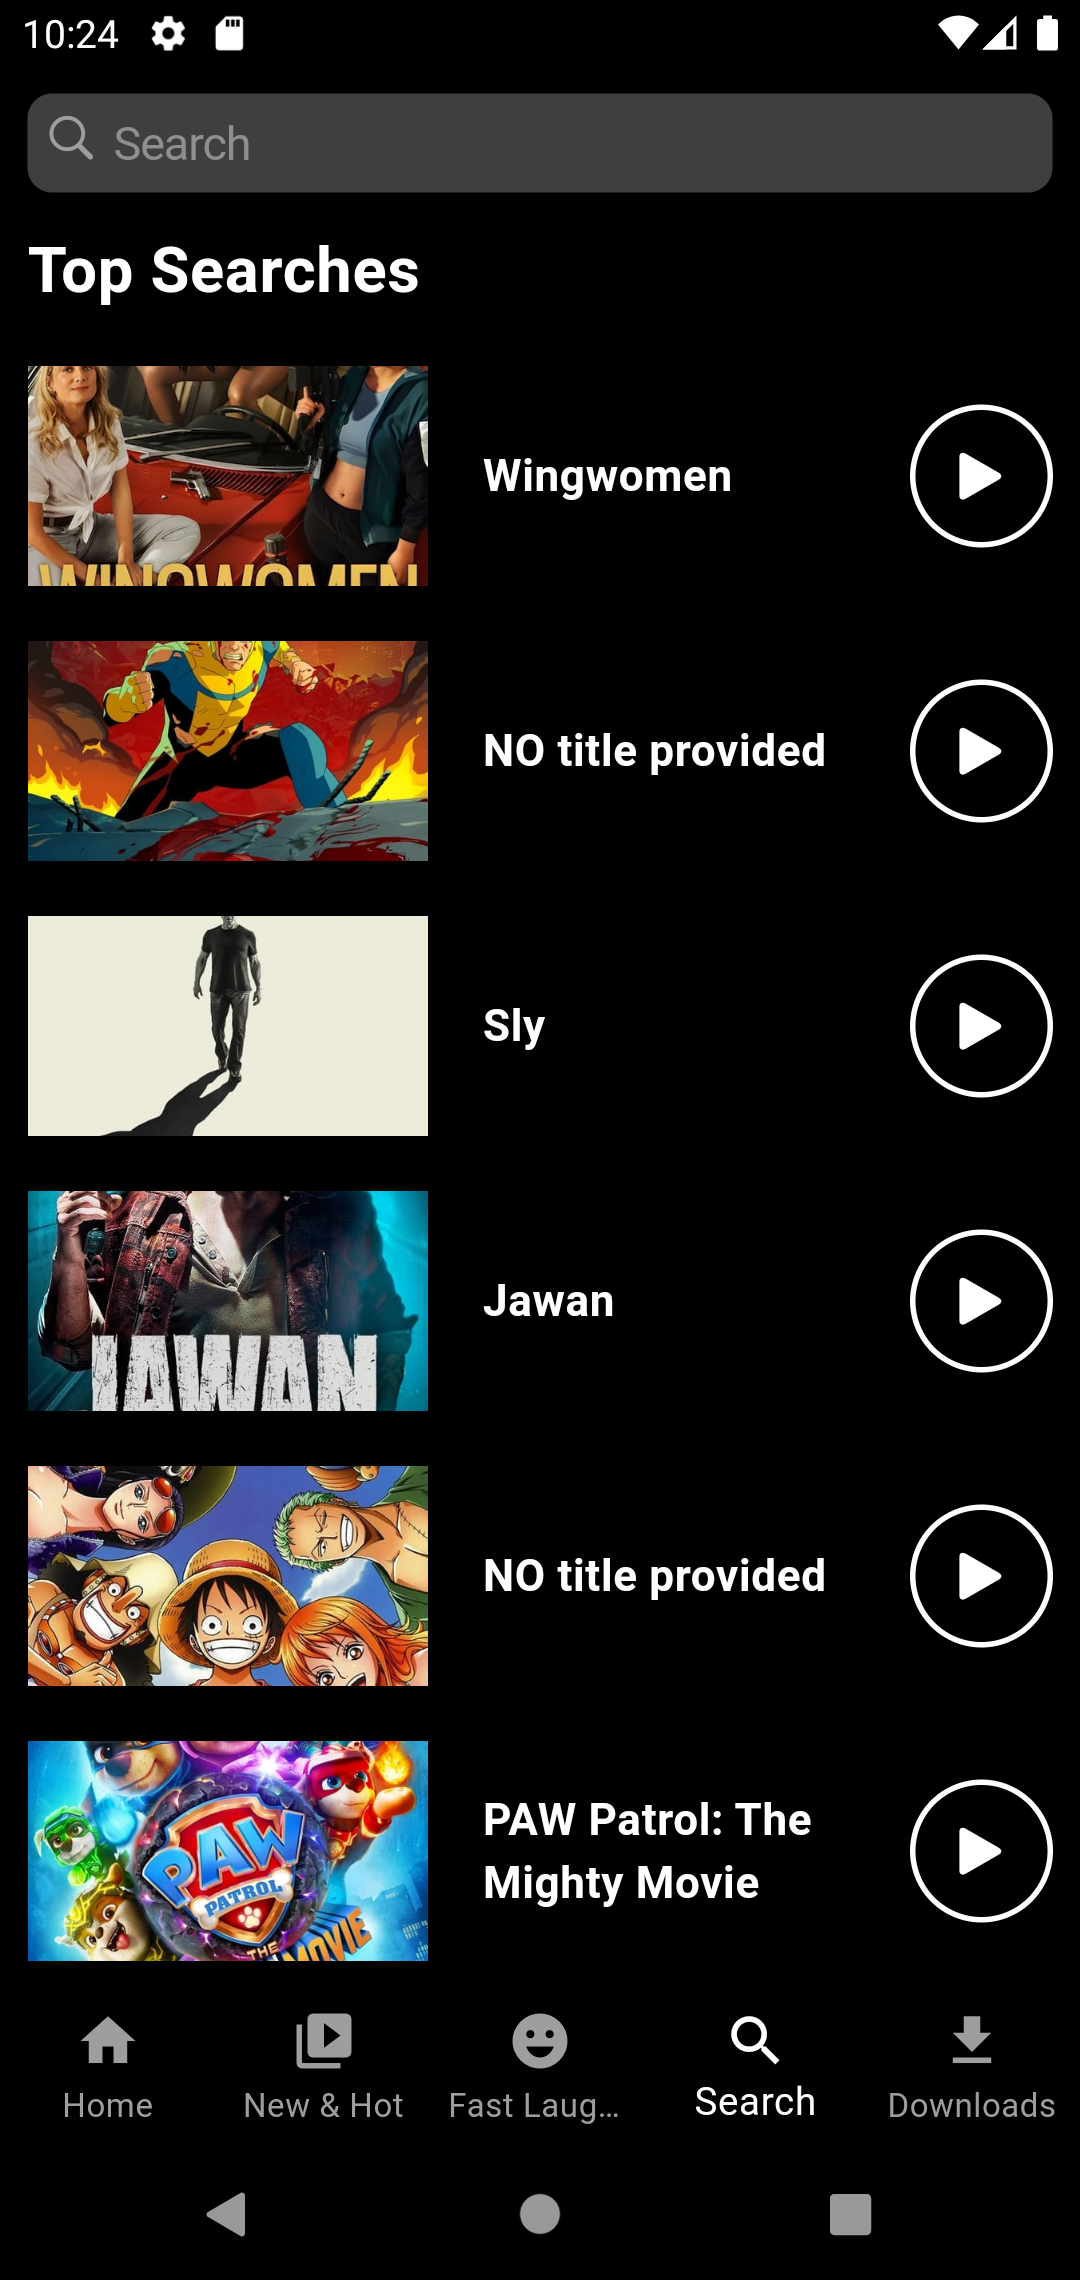 10:24
Search
Top Searches
WINGWOMEN
Wingwomen
NO title provided
Sly
JAWAN
Jawan
NO title provided
PAW
PATROL
THE
MOVIE
PAW Patrol: The
Mighty Movie
Home
New & Hot
Fast Laug...
Search
Downloads